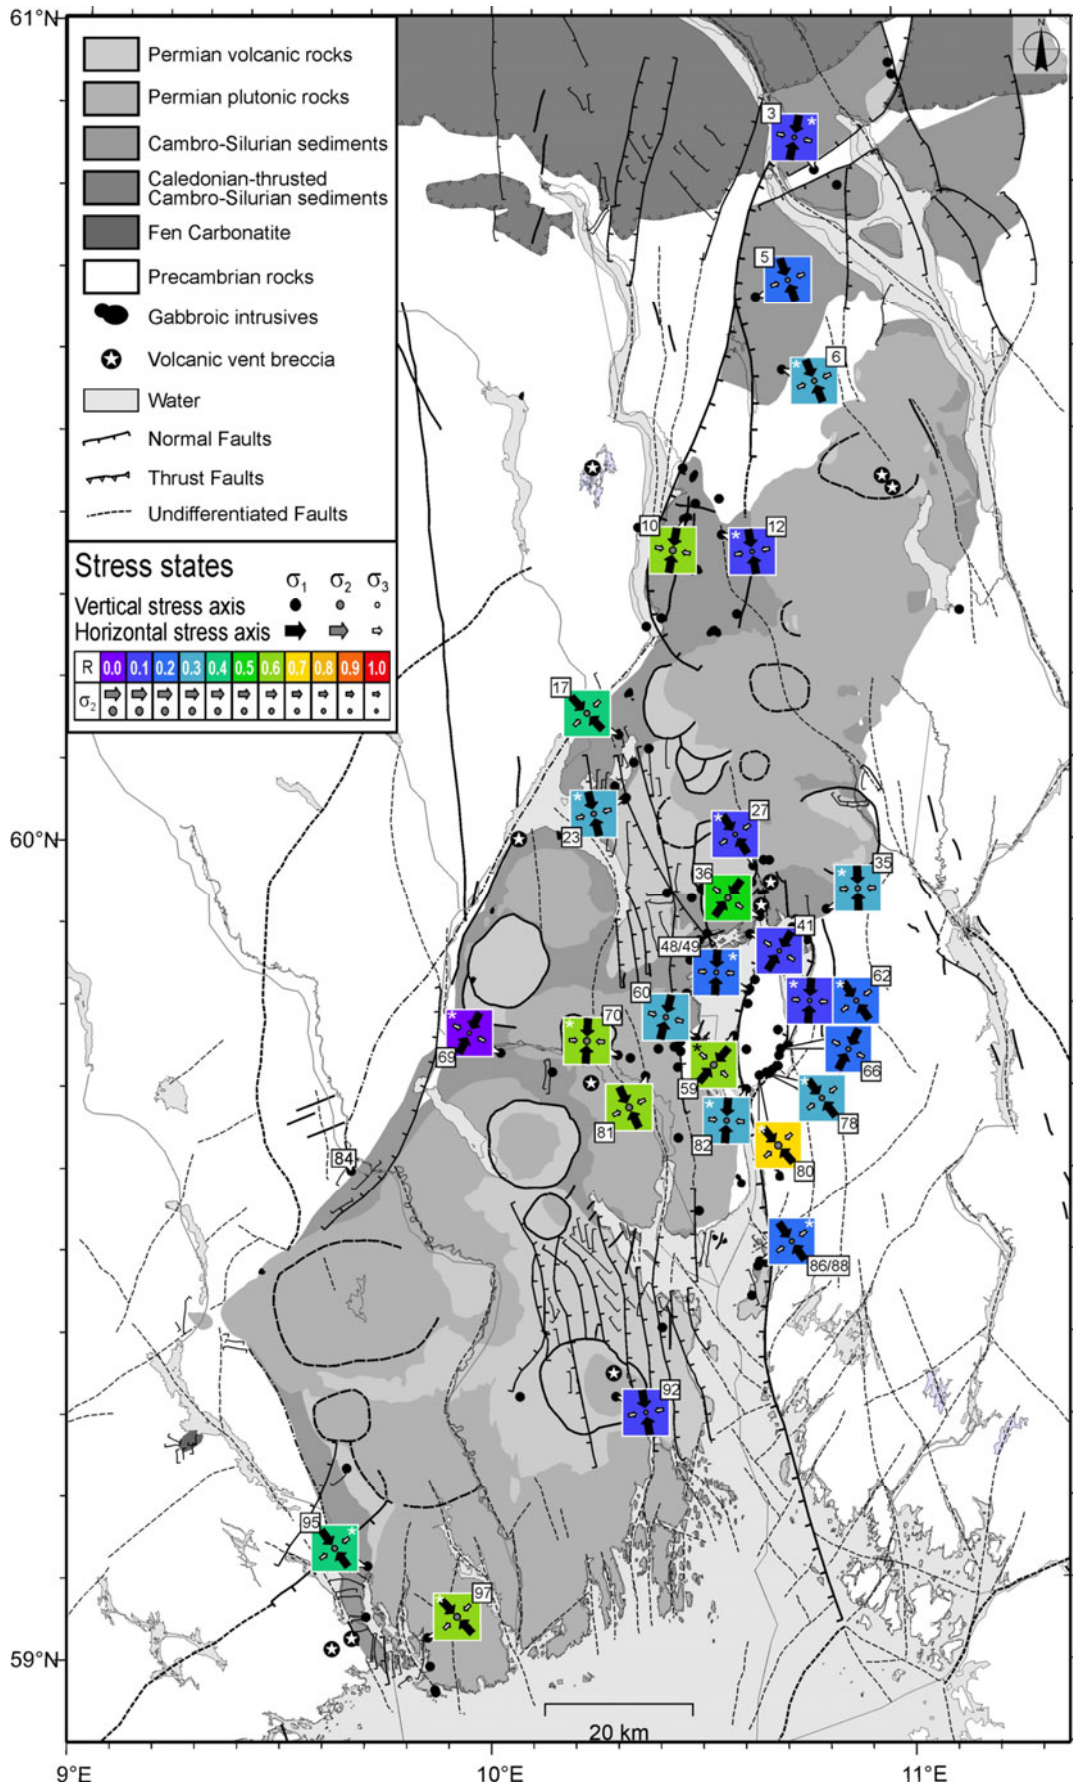 61°N
N
Permian volcanic rocks
Permian plutonic rocks
Cambro-Silurian sediments
Caledonian-thrusted
Cambro-Silurian sediments
Fen Carbonatite
Precambrian rocks
Gabbroic intrusives
Volcanic vent breccia
Water
Normal Faults
Thrust Faults
Undifferentiated Faults
Stress states
σ1 σ2 σ3
Vertical stress axis
Horizontal stress axis
R 0.0 0.1 0.2 0.3 0.4 0.5 0.6 0.7 0.8 0.9 1.0
σ2
3
5
6
10
12
17
60°N
23
27
35
36
41
48/49
62
60
70
69
59
66
78
81
82
80
84
86/88
92
95
97
59°N
20 km
9°E
10°E
11°E